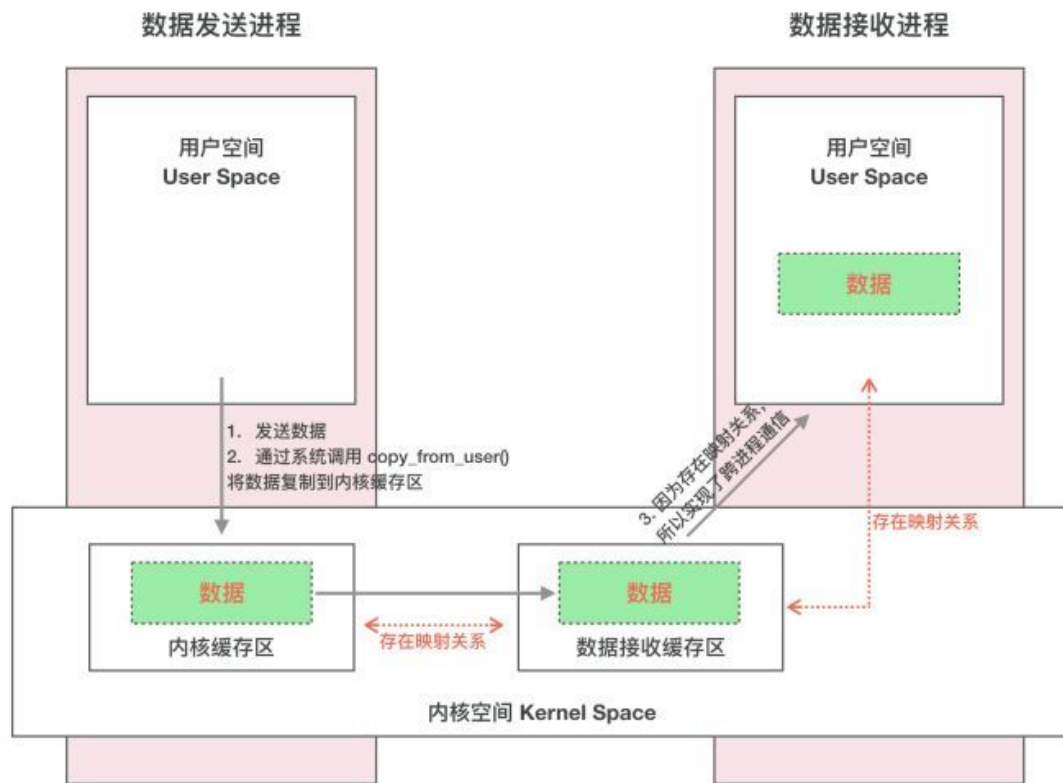 数据发送进程
数据接收进程
用户空间
User Space
用户空间
User Space
数据
1. 发送数据
2. 通过系统调用 copy_from_user()
将数据复制到内核缓存区
3. 因为存在映射关系，
所以实现了跨进程通信
存在映射关系
数据
数据
内核缓存区
存在映射关系
数据接收缓存区
内核空间 Kernel Space